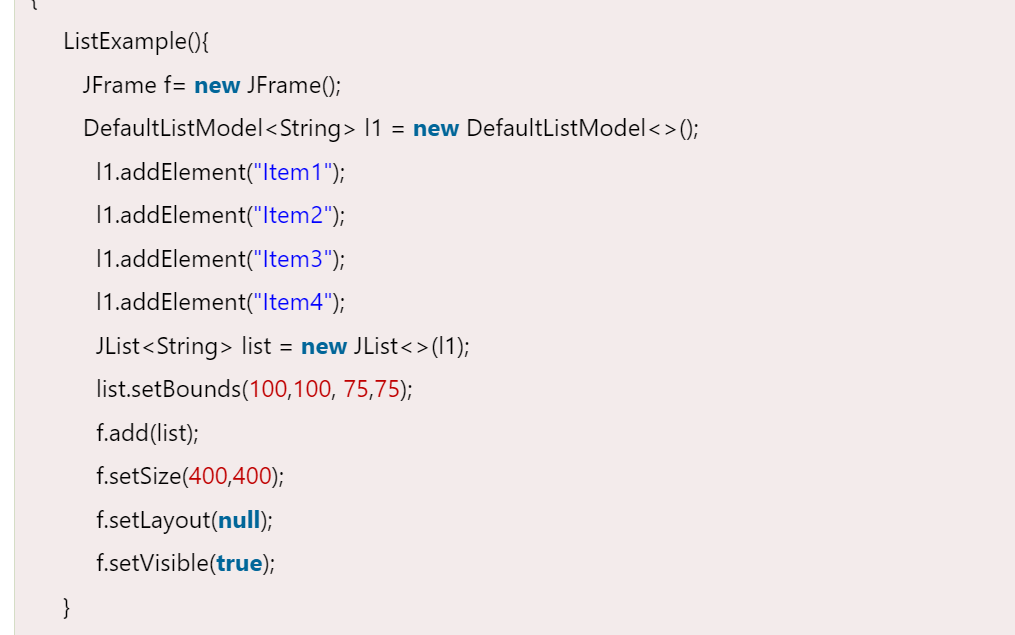 {
ListExample(){
JFrame f= new JFrame();
DefaultListModel<String> l1 = new DefaultListModel<>();
l1.addElement("Item1");
l1.addElement("Item2");
l1.addElement("Item3");
l1.addElement("Item4");
JList<String> list = new JList<>(l1);
list.setBounds(100,100, 75,75);
f.add(list);
f.setSize(400,400);
f.setLayout(null);
f.setVisible(true);
}